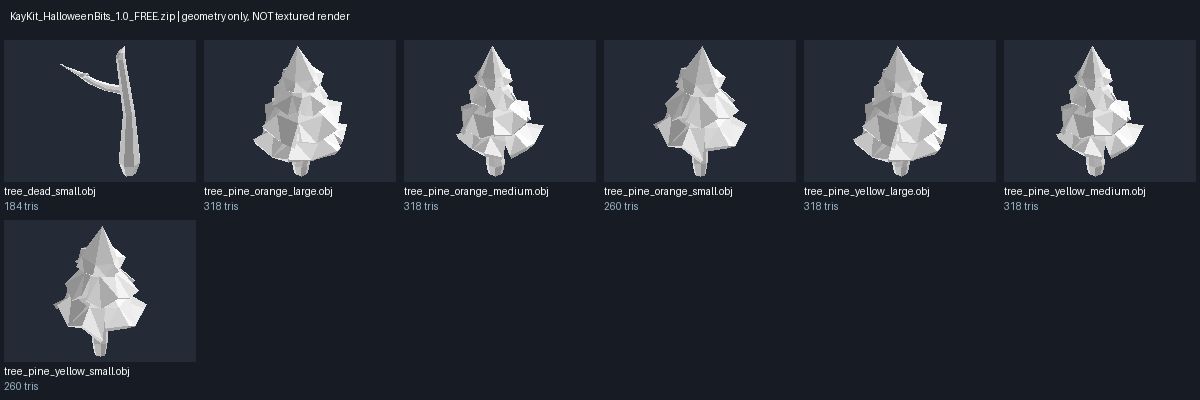 KayKit_HalloweenBits_1.0_FREE.zip | geometry only, NOT textured render
tree_dead_small.obj
184 tris
tree_pine_orange_large.obj
318 tris
tree_pine_orange_medium.obj
318 tris
tree_pine_orange_small.obj
260 tris
tree_pine_yellow_large.obj
318 tris
tree_pine_yellow_medium.obj
318 tris
tree_pine_yellow_small.obj
260 tris